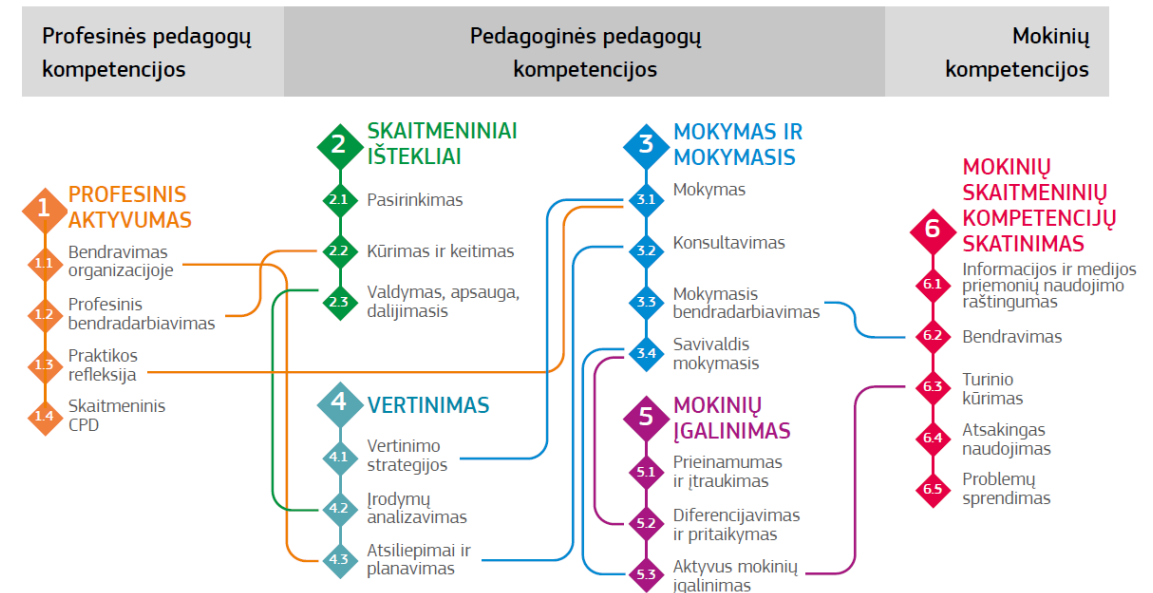 Profesinės pedagogų
kompetencijos
Pedagoginės pedagogų
kompetencijos
Mokinių
kompetencijos
1
PROFESINIS
AKTYVUMAS
1.1
Bendravimas
organizacijoje
1.2
Profesinis
bendradarbiavimas
1.3
Praktikos
refleksija
1.4
Skaitmeninis
CPD
2
SKAITMENINIAI
IŠTEKLIAI
2.1
Pasirinkimas
2.2
Kūrimas ir keitimas
2.3
Valdymas, apsauga,
dalijimasis
3
MOKYMAS IR
MOKYMASIS
3.1
Mokymas
3.2
Konsultavimas
3.3
Mokymasis
bendradarbiavimas
3.4
Savivaldis
mokymasis
4
VERTINIMAS
4.1
Vertinimo
strategijos
4.2
Įrodymų
analizavimas
4.3
Atsiliepimai ir
planavimas
5
MOKINIŲ
ĮGALINIMAS
5.1
Prieinamumas
ir įtraukimas
5.2
Diferencijavimas
ir pritaikymas
5.3
Aktyvus mokinių
įgalinimas
6
MOKINIŲ
SKAITMENINIŲ
KOMPETENCIJŲ
SKATINIMAS
6.1
Informacijos ir medijos
priemonių naudojimo
raštingumas
6.2
Bendravimas
6.3
Turinio
kūrimas
6.4
Atsakingas
naudojimas
6.5
Problemų
sprendimas